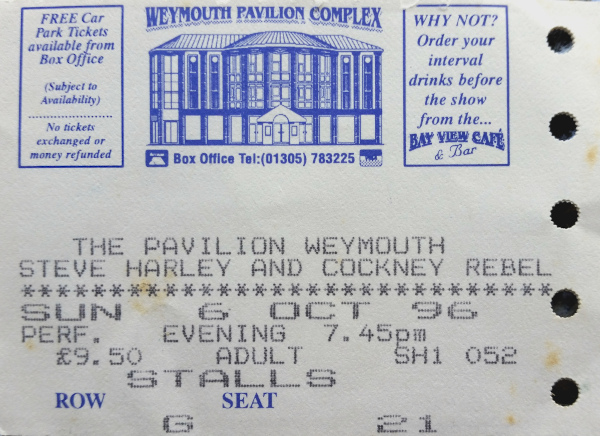 FREE Car
Park Tickets
available from
Box Office
(Subject to
Availability)
No tickets
exchanged or
money refunded
WEYMOUTH PAVILION COMPLEX
Box Office Tel:(01305) 783225
WHY NOT?
Order your
interval
drinks before
the show
from the...
BAY VIEW CAFÉ
& Bar
THE PAVILION WEYMOUTH
STEVE HARLEY AND COCKNEY REBEL
******************************
SUN 6 OCT 96
PERF. EVENING 7.45pm
£9.50 ADULT SH1 052
STALLS
ROW SEAT
G 21